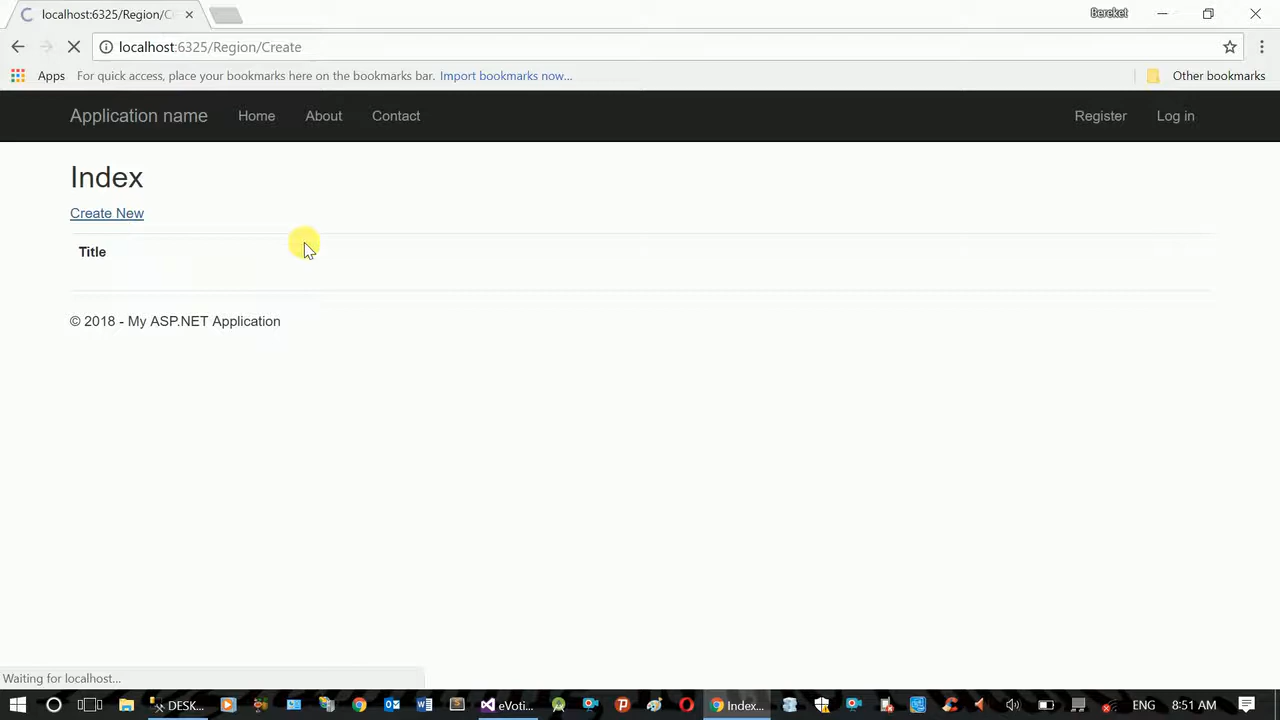 localhost:6325/Region/C
Bereket
localhost:6325/Region/Create
Apps For quick access, place your bookmarks here on the bookmarks bar. Import bookmarks now... Other bookmarks
Application name Home About Contact Register Log in
Index
Create New
Title
© 2018 - My ASP.NET Application
Waiting for localhost...
DESK... eVoti... Index... ENG 8:51 AM